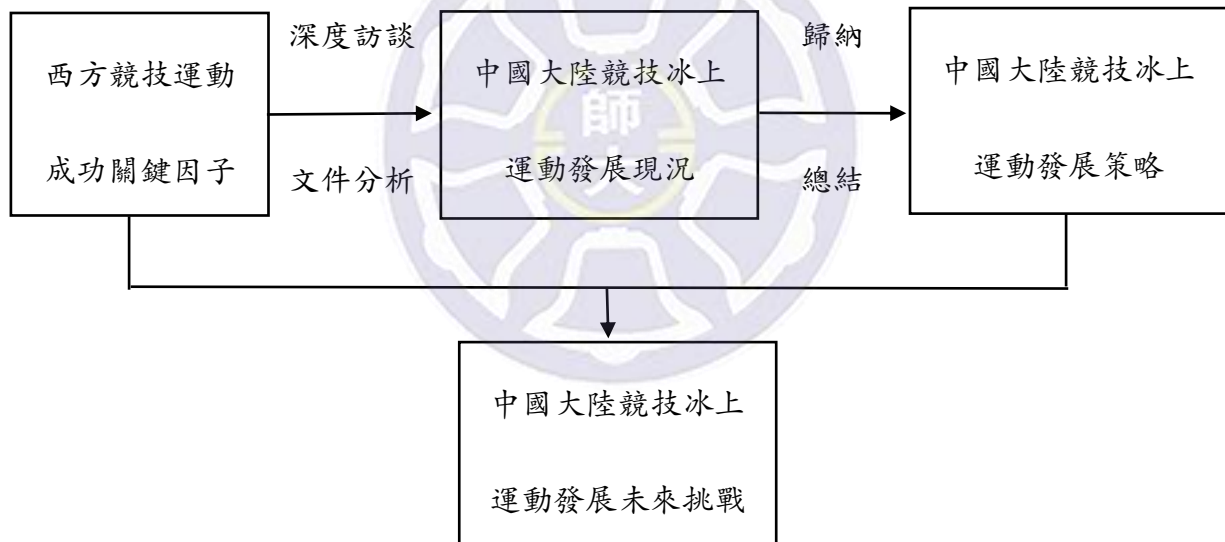 西方競技運動
成功關鍵因子
深度訪談
文件分析
中國大陸競技冰上
運動發展現況
歸納
總結
中國大陸競技冰上
運動發展策略
中國大陸競技冰上
運動發展未來挑戰
師
大